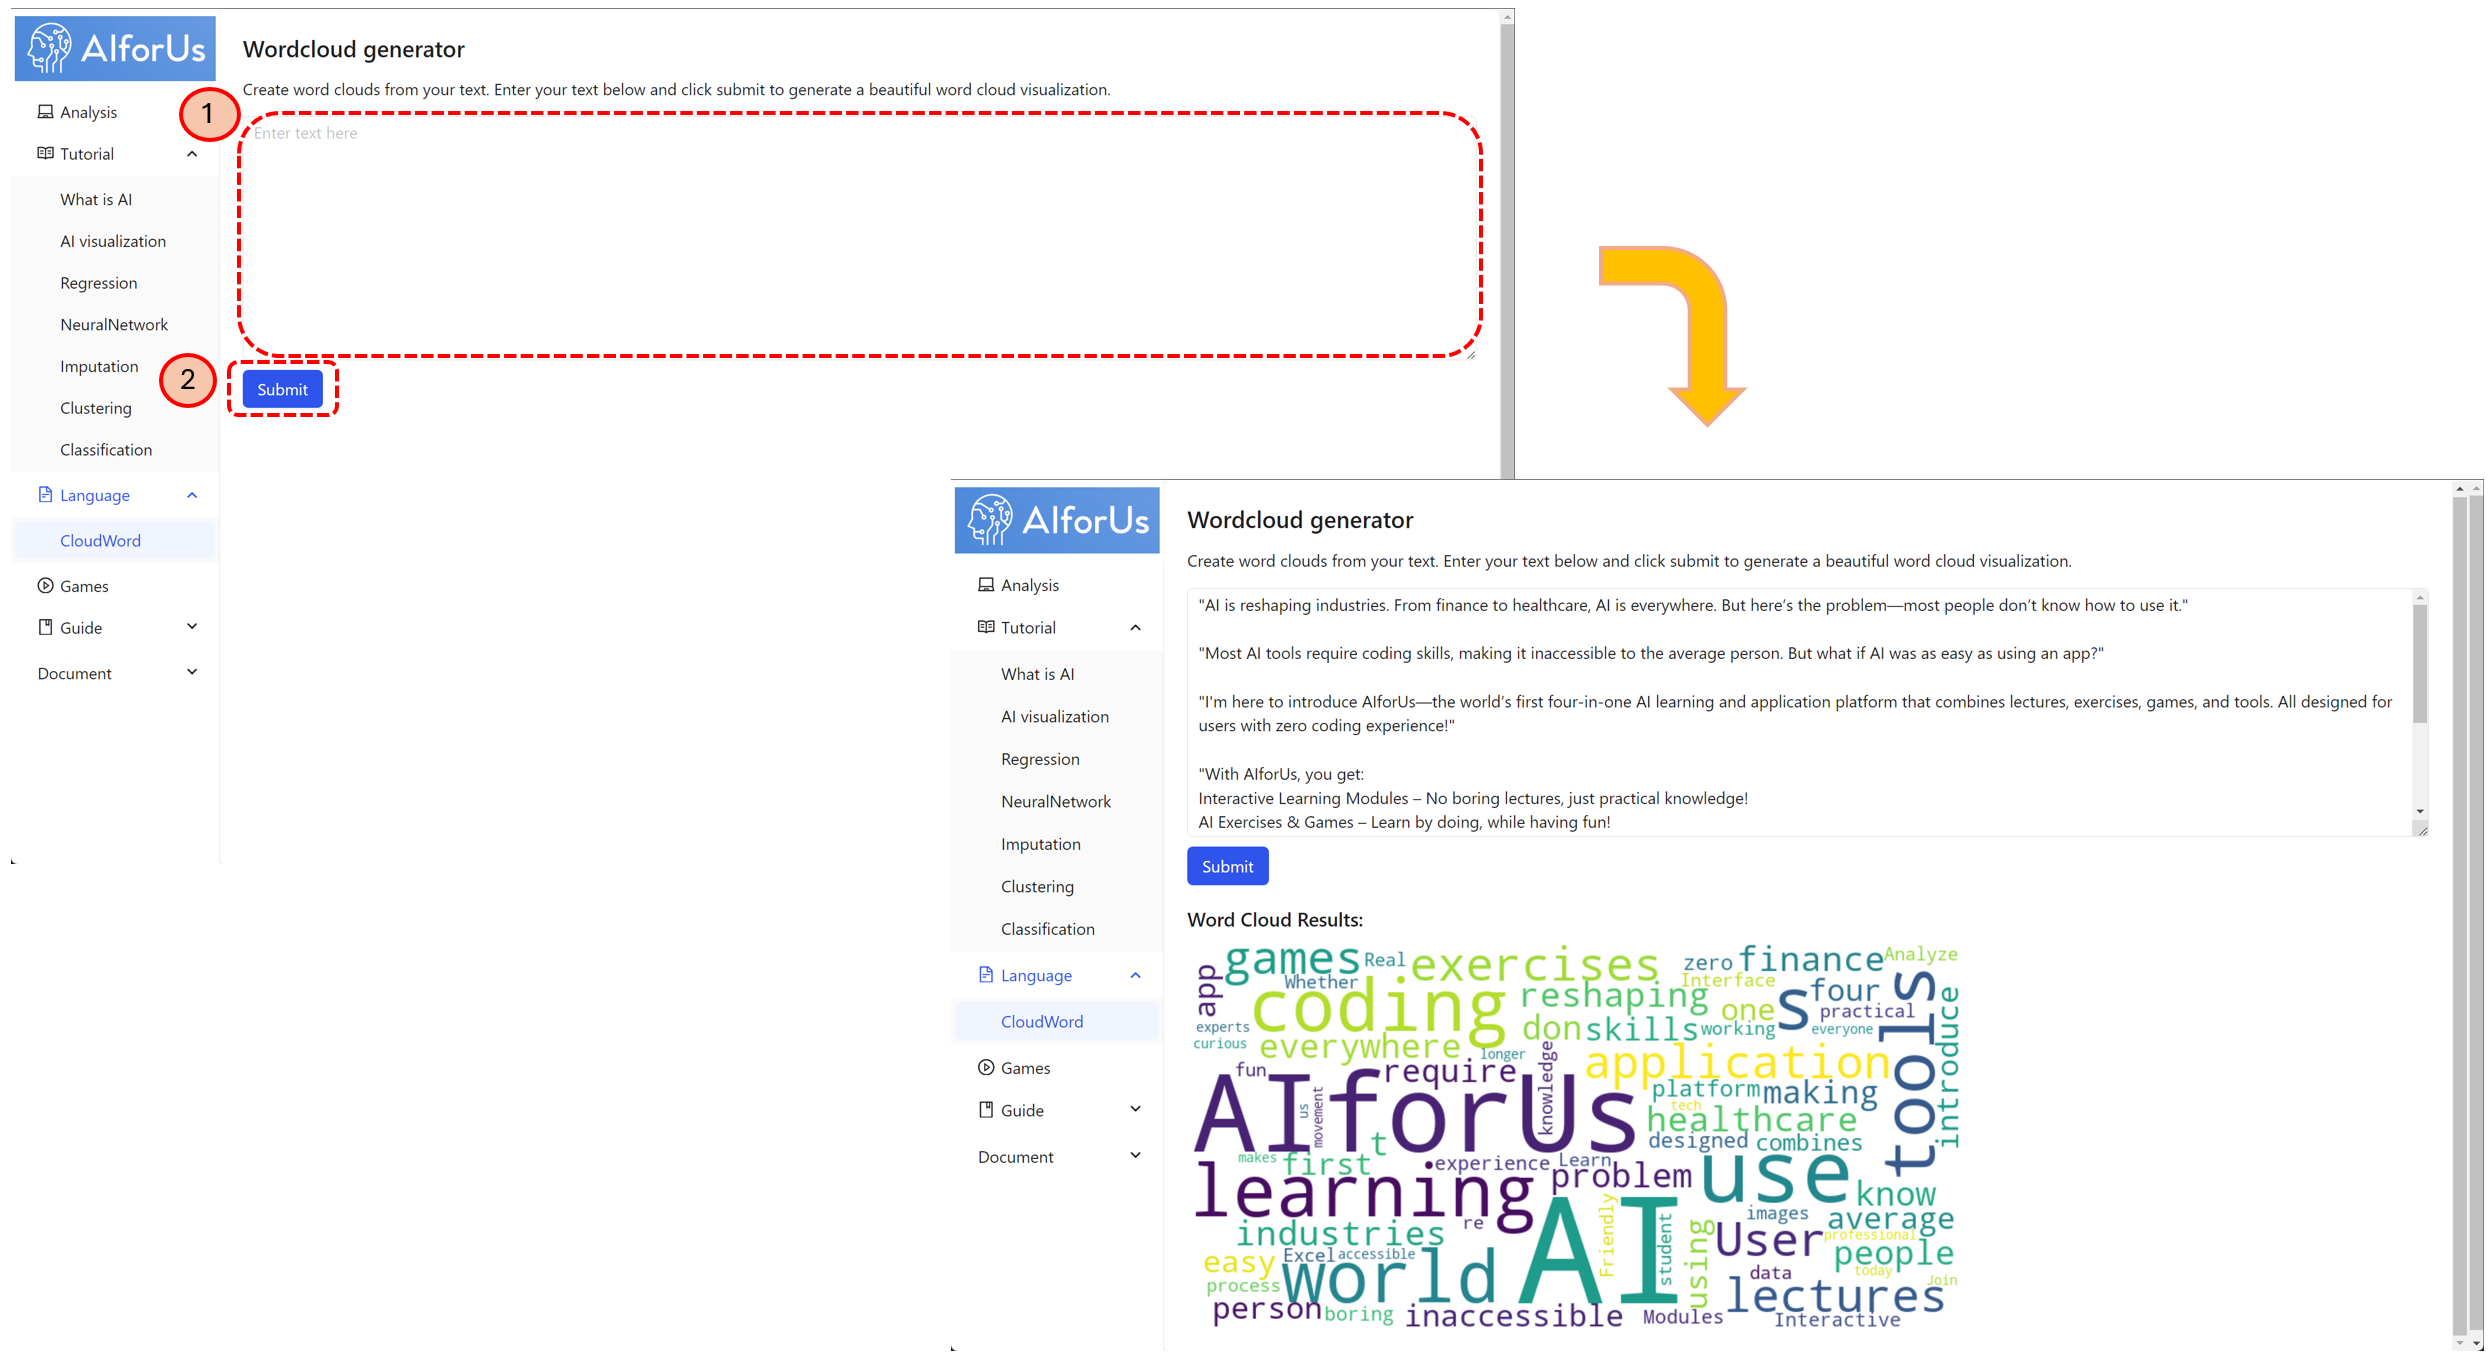 AIforUs
Wordcloud generator
Create word clouds from your text. Enter your text below and click submit to generate a beautiful word cloud visualization.
1
Enter text here
Analysis
Tutorial
What is AI
AI visualization
Regression
NeuralNetwork
Imputation
2
Submit
Clustering
Classification
Language
CloudWord
Games
Guide
Document
AIforUs
Wordcloud generator
Create word clouds from your text. Enter your text below and click submit to generate a beautiful word cloud visualization.
Analysis
Tutorial
What is AI
AI visualization
Regression
NeuralNetwork
Imputation
Clustering
Classification
Language
CloudWord
Games
Guide
Document
"AI is reshaping industries. From finance to healthcare, AI is everywhere. But here’s the problem—most people don’t know how to use it."
"Most AI tools require coding skills, making it inaccessible to the average person. But what if AI was as easy as using an app?"
"I'm here to introduce AIforUs—the world’s first four-in-one AI learning and application platform that combines lectures, exercises, games, and tools. All designed for
users with zero coding experience!"
"With AIforUs, you get:
Interactive Learning Modules – No boring lectures, just practical knowledge!
AI Exercises & Games – Learn by doing, while having fun!
Submit
Word Cloud Results:
games
Real
exercises
zero
finance
Analyze
app
Whether
coding
reshaping
Interface
one
s
four
practical
tools
introduce
experts
curious
everywhere
don
skills
working
everyone
longer
knowledge
application
fun
require
platform
making
AIforUs
us
movement
tech
healthcare
designed
combines
t
makes
first
experience
Learn
problem
use
learning
know
industries
re
AI
Friendly
student
using
images
average
User
professional
people
easy
Excel
accessible
world
data
today
Join
process
lectures
person
boring
inaccessible
Modules
Interactive